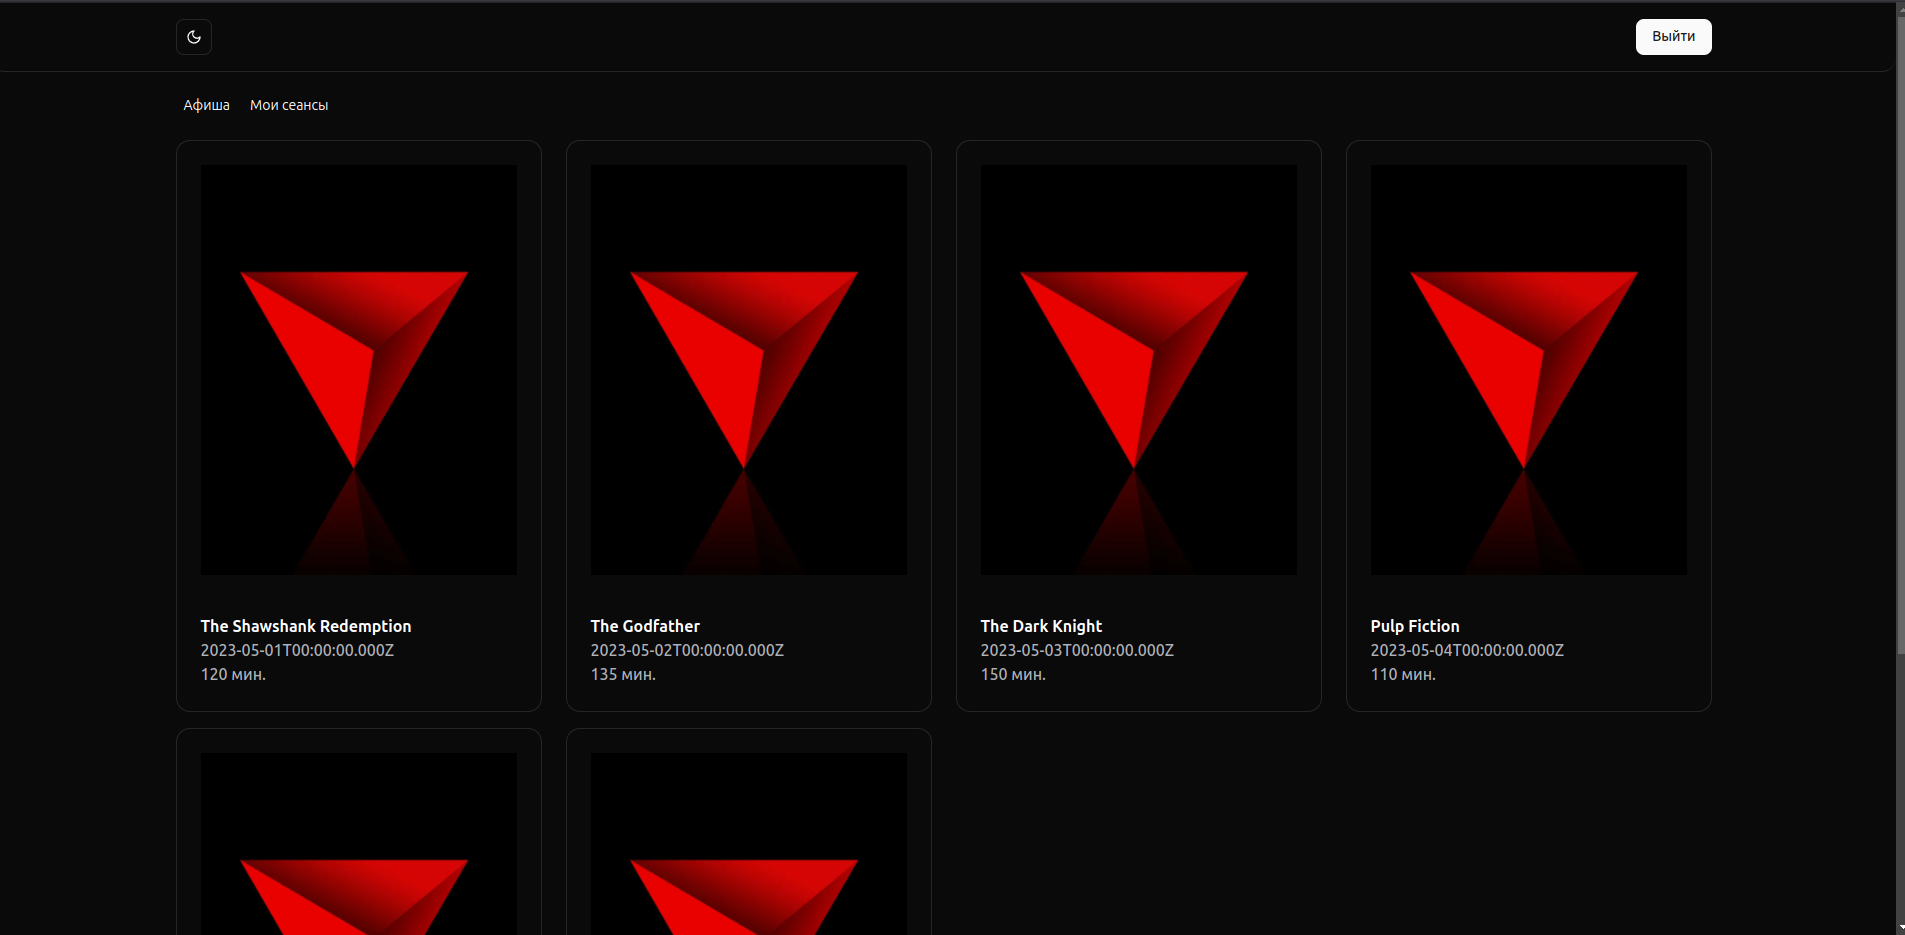 Выйти
Афиша Мои сеансы
The Shawshank Redemption
2023-05-01T00:00:00.000Z
120 мин.
The Godfather
2023-05-02T00:00:00.000Z
135 мин.
The Dark Knight
2023-05-03T00:00:00.000Z
150 мин.
Pulp Fiction
2023-05-04T00:00:00.000Z
110 мин.